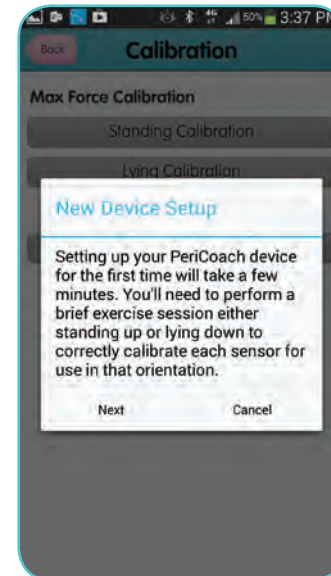 4G
50% 3:37 PM
Back Calibration
Max Force Calibration
Standing Calibration
Lying Calibration
New Device Setup
Setting up your PeriCoach device
for the first time will take a few
minutes. You'll need to perform a
brief exercise session either
standing up or lying down to
correctly calibrate each sensor for
use in that orientation.
Next Cancel